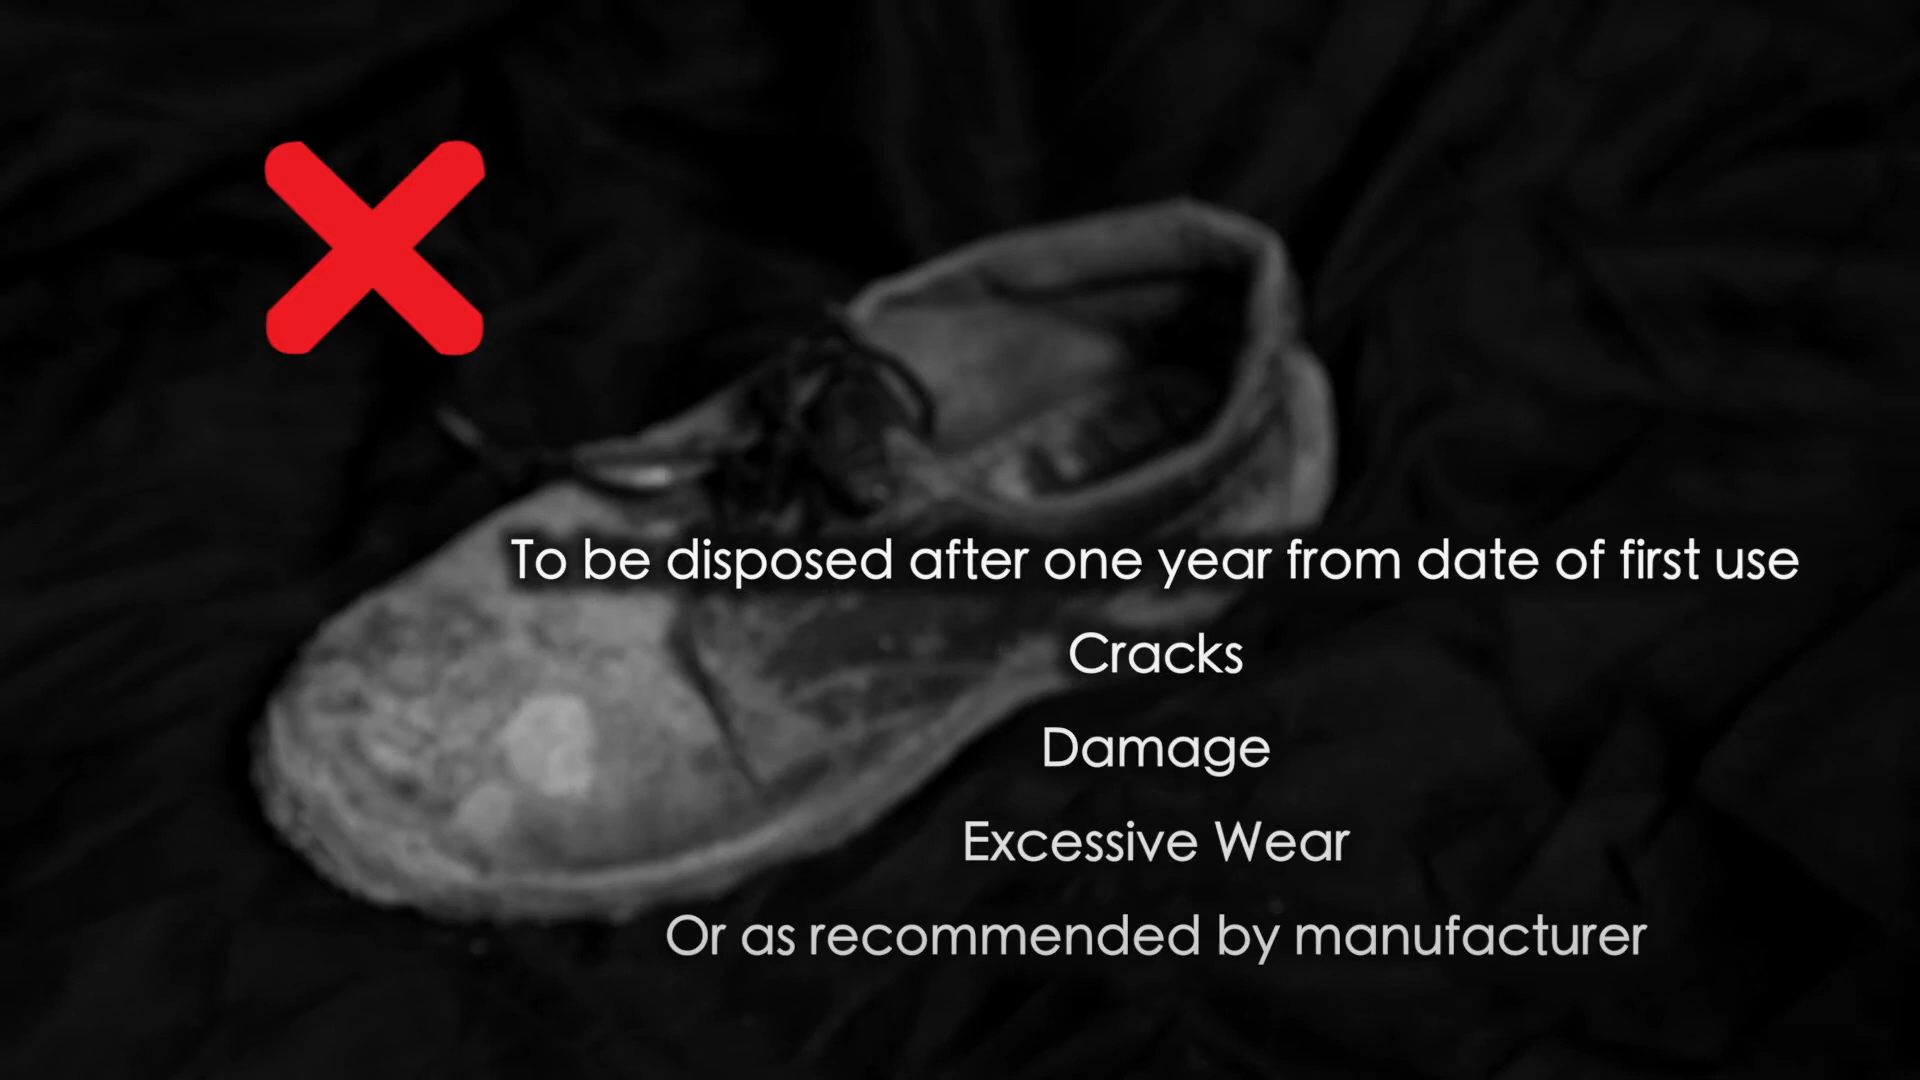 To be disposed after one year from date of first use
Cracks
Damage
Excessive Wear
Or as recommended by manufacturer